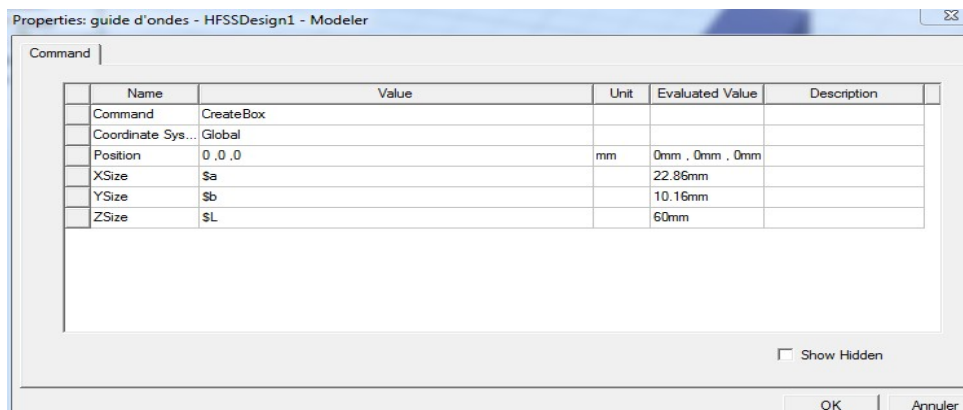 Properties: guide d'ondes - HFSSDesign1 - Modeler
Command
Name Value Unit Evaluated Value Description
Command CreateBox
Coordinate Sys... Global
Position 0 ,0 ,0 mm 0mm , 0mm , 0mm
XSize $a 22.86mm
YSize $b 10.16mm
ZSize $L 60mm
Show Hidden
OK Annuler